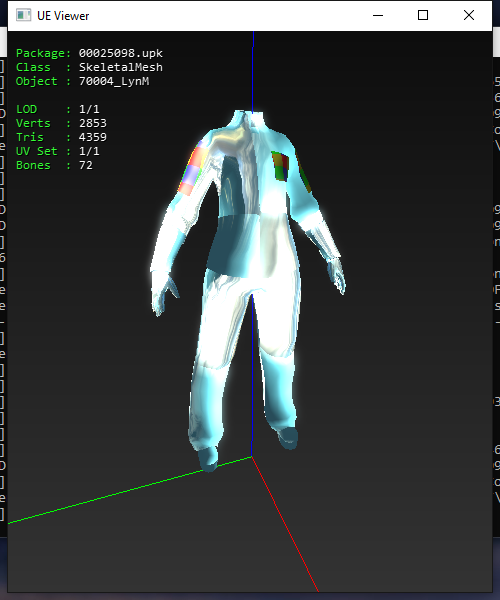 UE Viewer
Package: 00025098.upk
Class : SkeletalMesh
Object : 70004_LynM
LOD : 1/1
Verts : 2853
Tris : 4359
UV Set : 1/1
Bones : 72